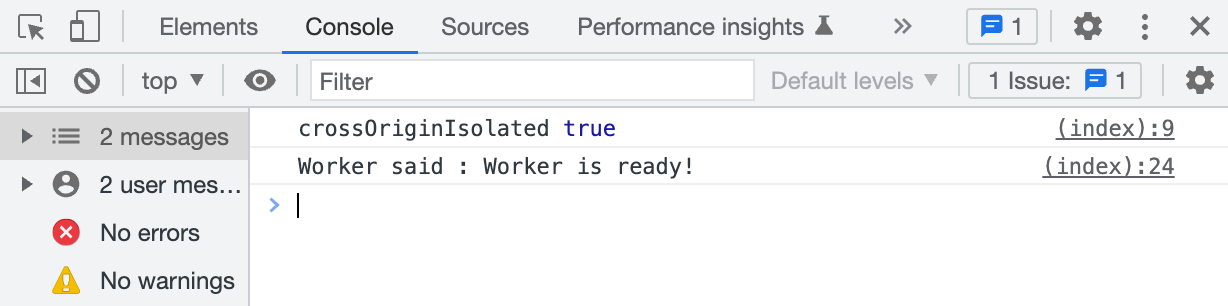 Elements Console Sources Performance insights 1
top Filter Default levels 1 Issue: 1
2 messages
2 user mes…
No errors
No warnings
crossOriginIsolated true (index):9
Worker said : Worker is ready! (index):24